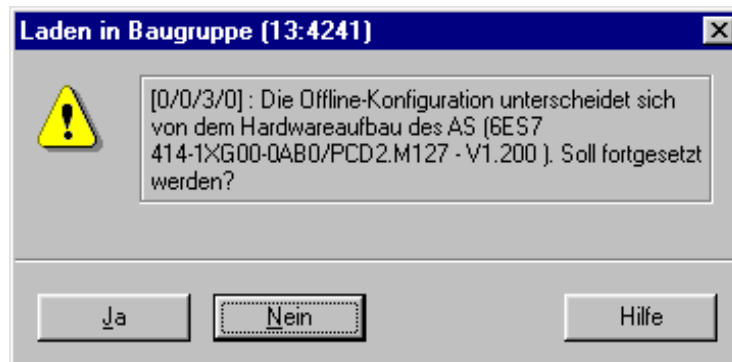 Laden in Baugruppe (13:4241)
[0/0/3/0] : Die Offline-Konfiguration unterscheidet sich
von dem Hardwareaufbau des AS (6ES7
414-1XG00-0AB0/PCD2.M127 - V1.200 ). Soll fortgesetzt
werden?
Ja
Nein
Hilfe